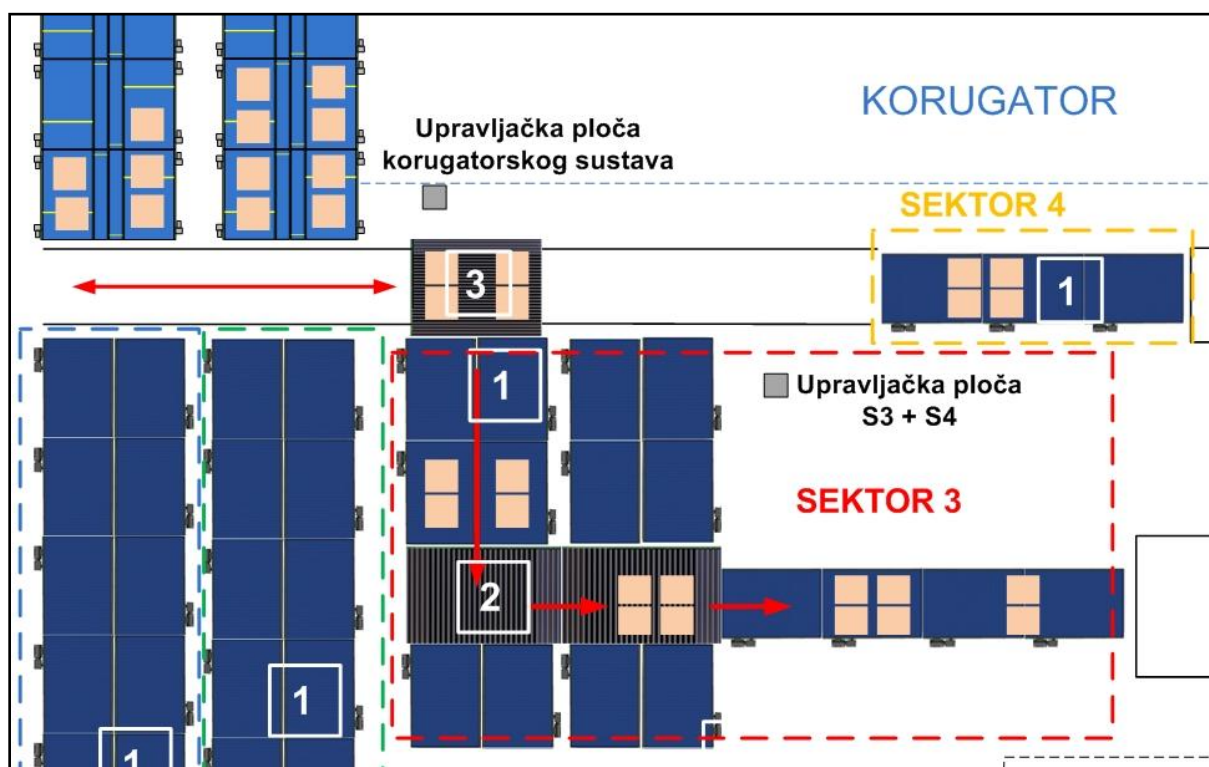 KORUGATOR
Upravljačka ploča
korugatorskog sustava
SEKTOR 4
3
1
1
Upravljačka ploča
S3 + S4
SEKTOR 3
2
1
1